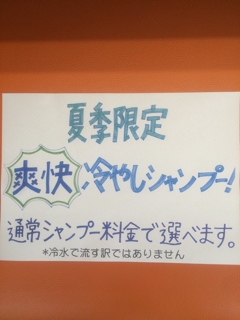 夏季限定
爽快 冷やしシャンプー!
通常シャンプー料金で選べます。
*冷水で流す訳ではありません